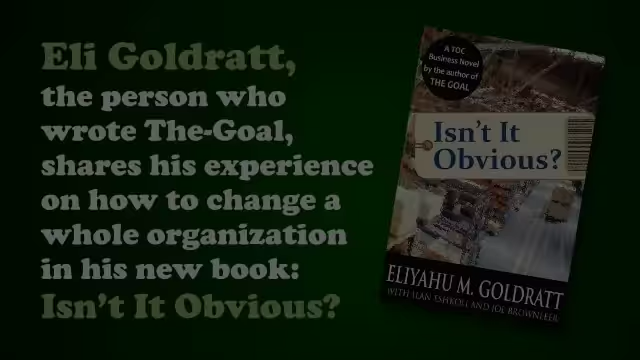 Eli Goldratt,
the person who
wrote The-Goal,
shares his experience
on how to change a
whole organization
in his new book:
Isn't It Obvious?
A TOC
Business Novel
by the author of
THE GOAL
Isn't It
Obvious?
ELIYAHU M. GOLDRATT
WITH ILAN ESHKOLI AND JOE BROWNLEER